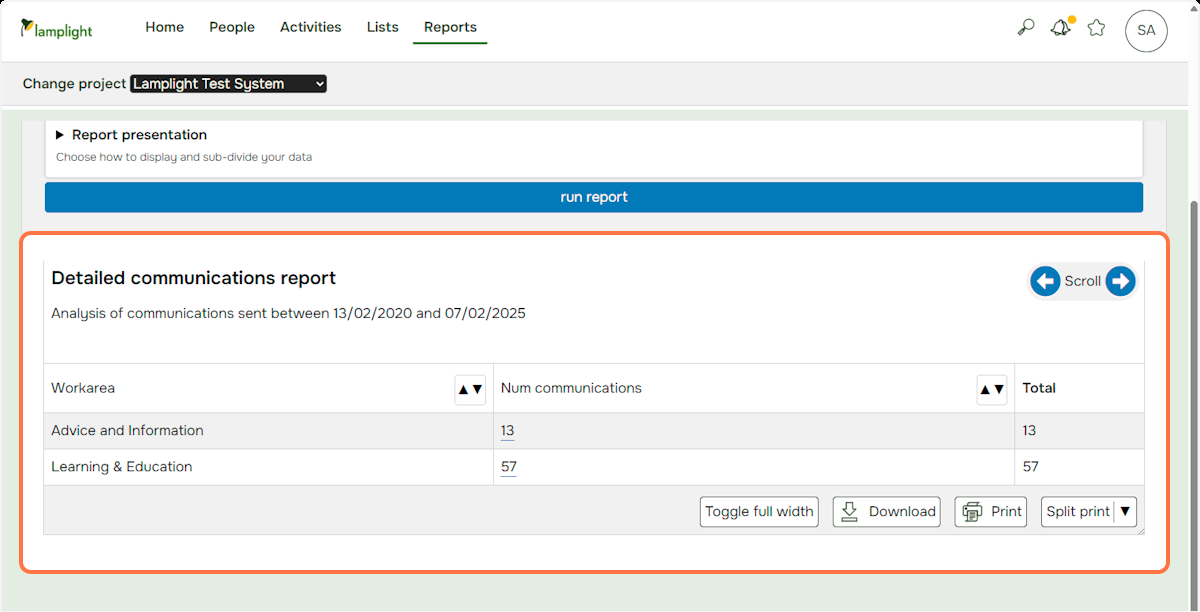 lamplight Home People Activities Lists Reports SA
Change project Lamplight Test System
Report presentation
Choose how to display and sub-divide your data
run report
Detailed communications report
Scroll
Analysis of communications sent between 13/02/2020 and 07/02/2025
Workarea ▲▼ Num communications ▲▼ Total
Advice and Information 13 13
Learning & Education 57 57
Toggle full width Download Print Split print ▼